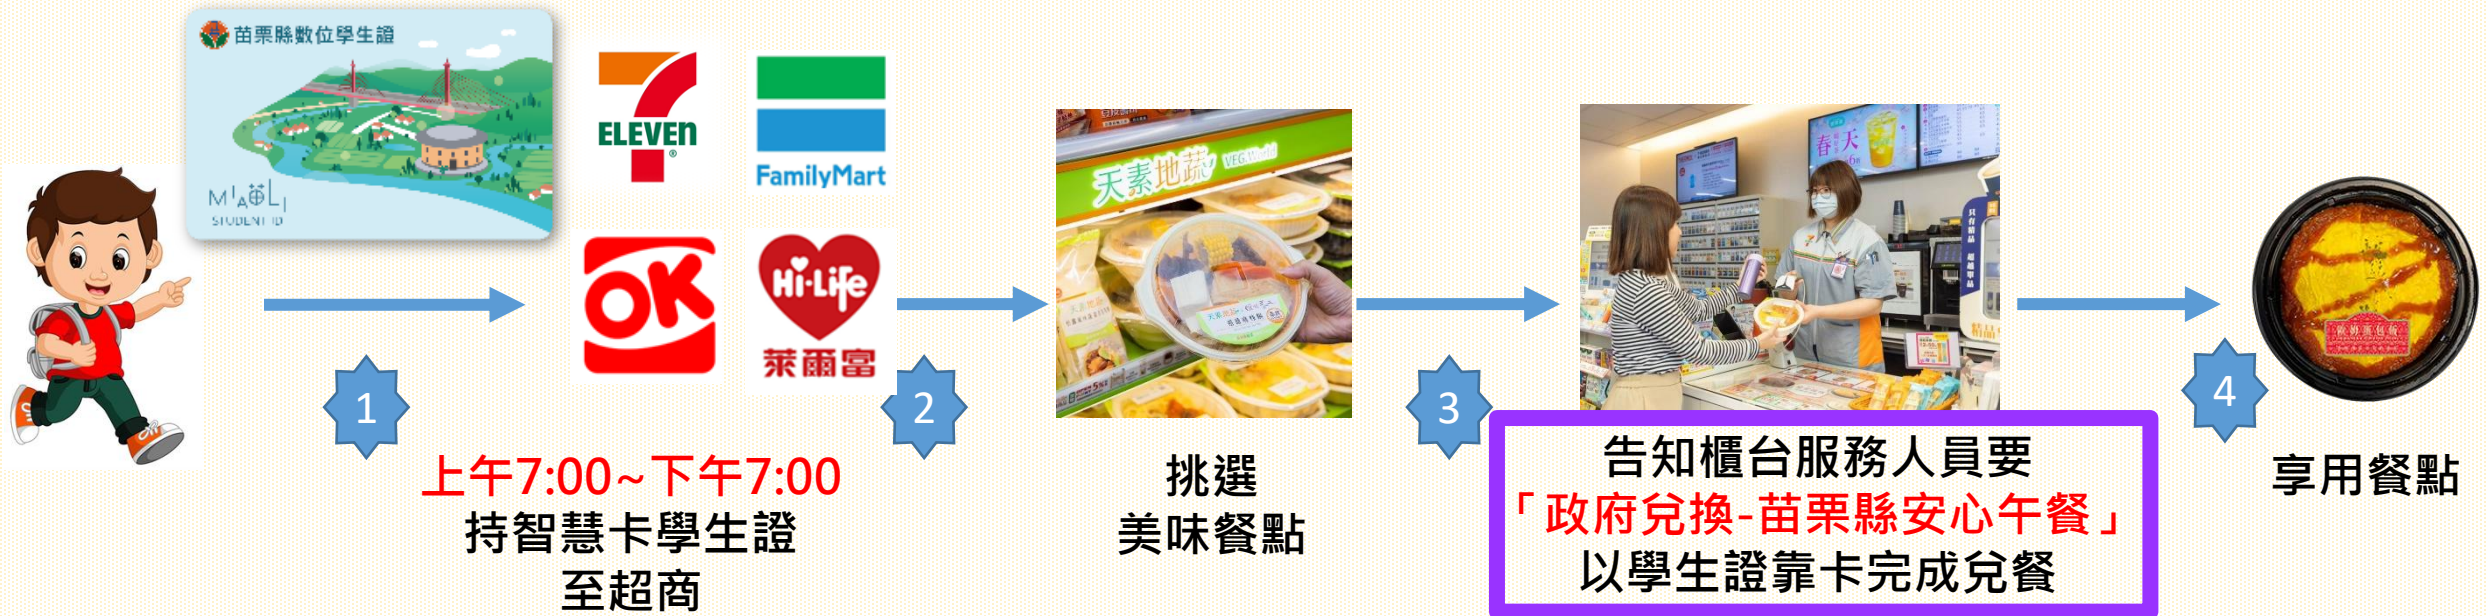 苗栗縣數位學生證
STUDENT ID
ELEVEN
FamilyMart
OK
Hi-Life
萊爾富
天素地蔬 VEG.World
春天
1
2
3
4
上午7:00~下午7:00
持智慧卡學生證
至超商
挑選
美味餐點
告知櫃台服務人員要
「政府兌換-苗栗縣安心午餐」
以學生證靠卡完成兌餐
享用餐點